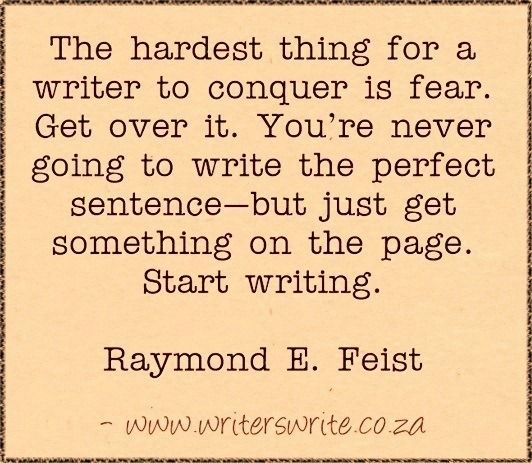 The hardest thing for a
writer to conquer is fear.
Get over it. You’re never
going to write the perfect
sentence—but just get
something on the page.
Start writing.
Raymond E. Feist
- www.writerswrite.co.za